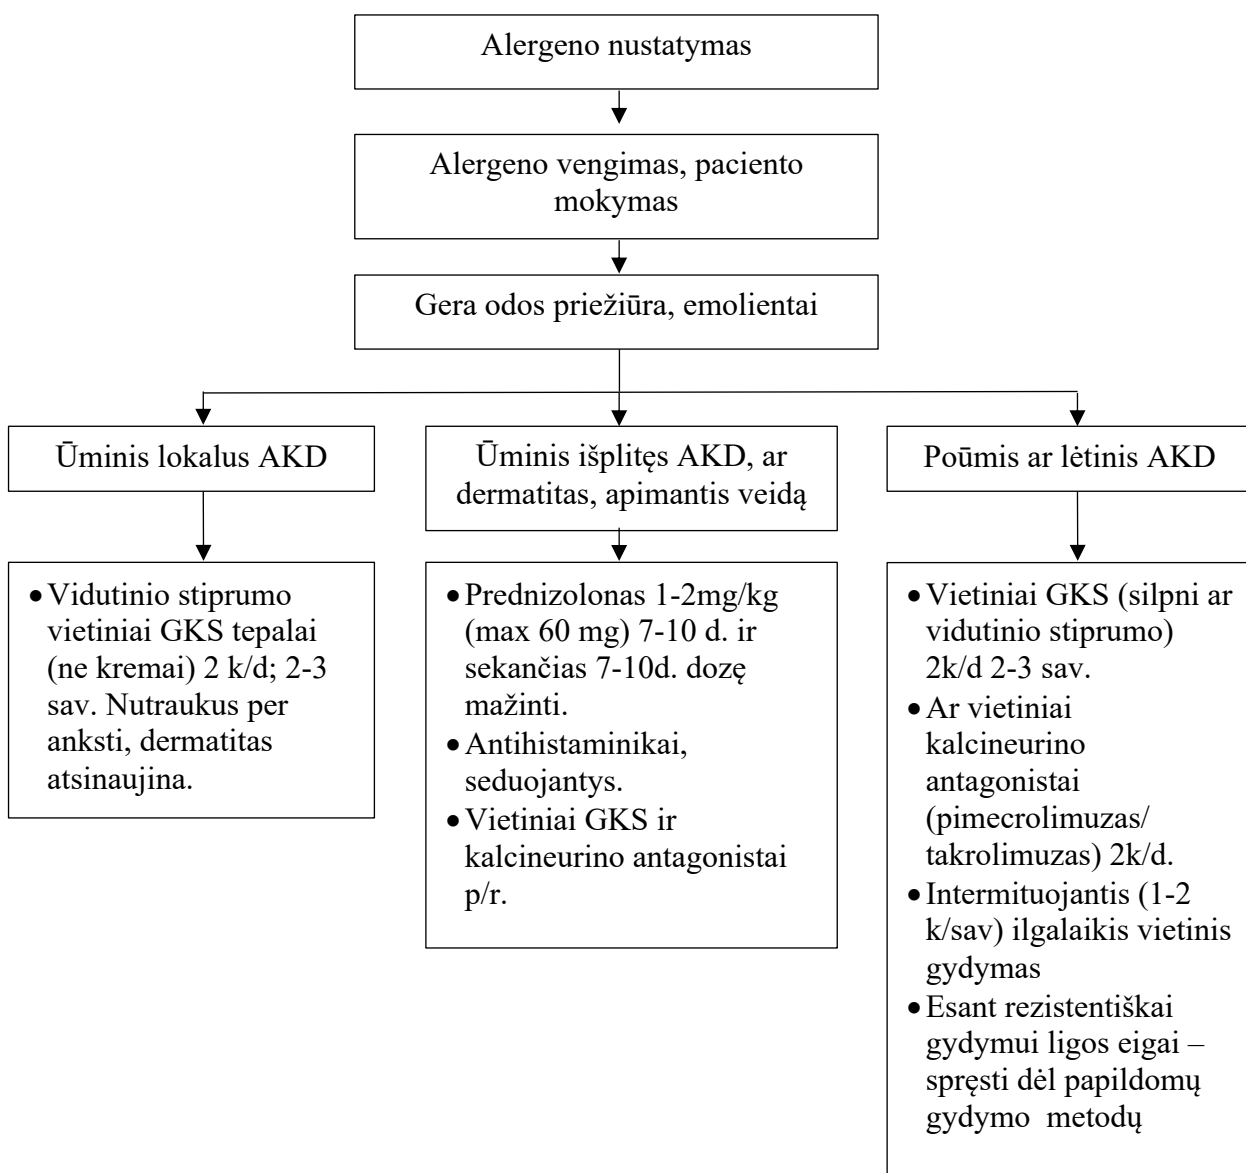 Alergeno nustatymas
Alergeno vengimas, paciento
mokymas
Gera odos priežiūra, emolientai
Ūminis lokalus AKD
Ūminis išplitęs AKD, ar
dermatitas, apimantis veidą
Poūmis ar lėtinis AKD
• Vidutinio stiprumo
vietiniai GKS tepalai
(ne kremai) 2 k/d; 2-3
sav. Nutraukus per
anksti, dermatitas
atsinaujina.
• Prednizolonas 1-2mg/kg
(max 60 mg) 7-10 d. ir
sekančias 7-10d. dozę
mažinti.
• Antihistaminikai,
seduojantys.
• Vietiniai GKS ir
kalcineurino antagonistai
p/r.
• Vietiniai GKS (silpni ar
vidutinio stiprumo)
2k/d 2-3 sav.
• Ar vietiniai
kalcineurino
antagonistai
(pimecrolimuzas/
takrolimuzas) 2k/d.
• Intermituojantis (1-2
k/sav) ilgalaikis vietinis
gydymas
• Esant rezistentiškai
gydymui ligos eigai –
spręsti dėl papildomų
gydymo metodų